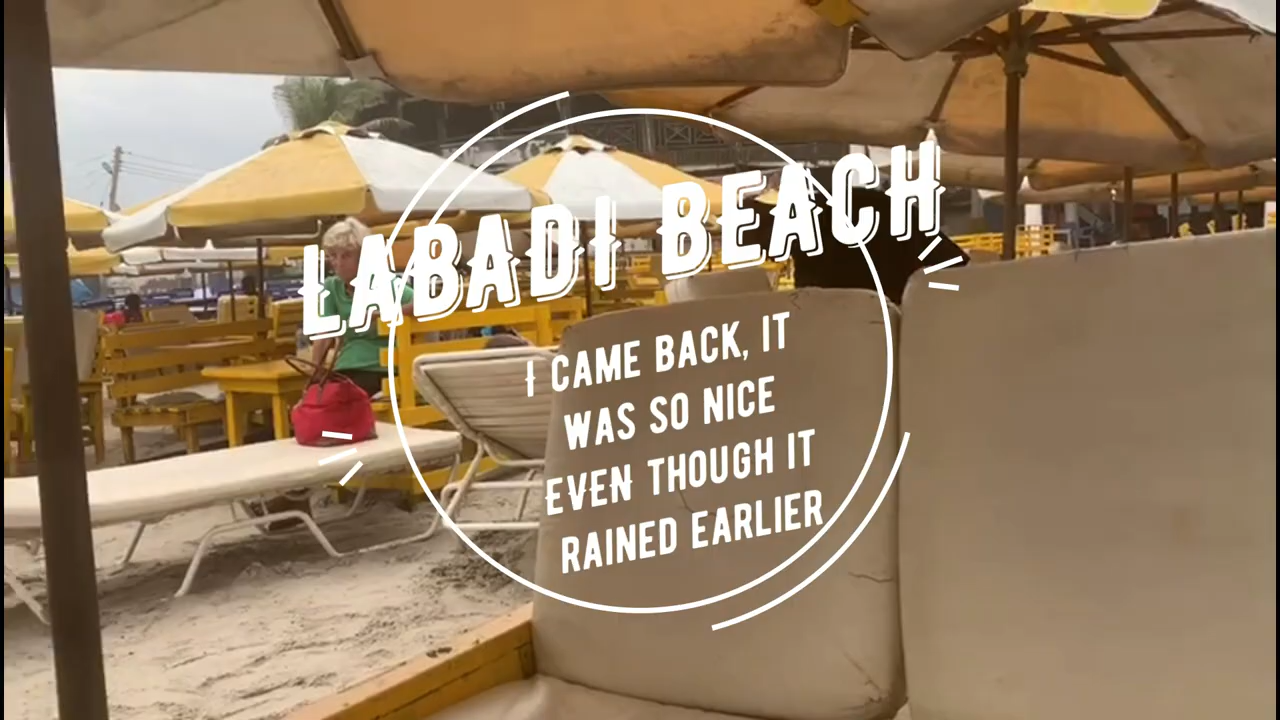 LABADI BEACH
I CAME BACK, IT
WAS SO NICE
EVEN THOUGH IT
RAINED EARLIER